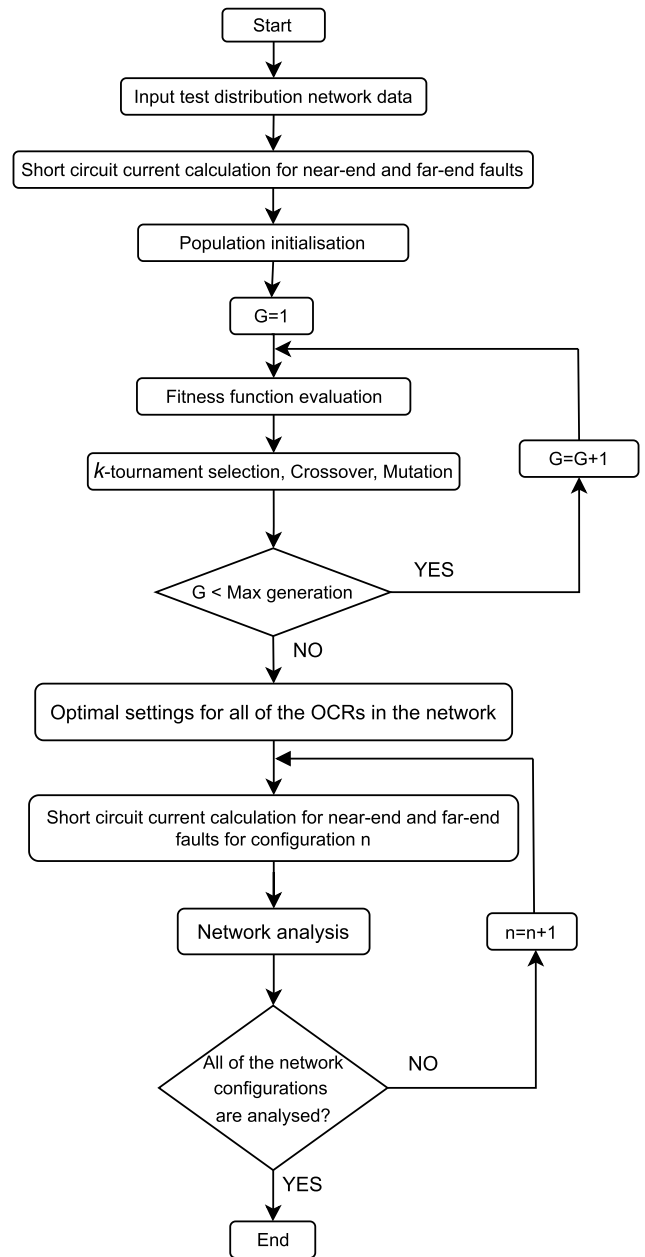 Start
Input test distribution network data
Short circuit current calculation for near-end and far-end faults
Population initialisation
G=1
Fitness function evaluation
k-tournament selection, Crossover, Mutation
G=G+1
YES
G < Max generation
NO
Optimal settings for all of the OCRs in the network
Short circuit current calculation for near-end and far-end
faults for configuration n
Network analysis
n=n+1
All of the network
configurations
are analysed?
NO
YES
End